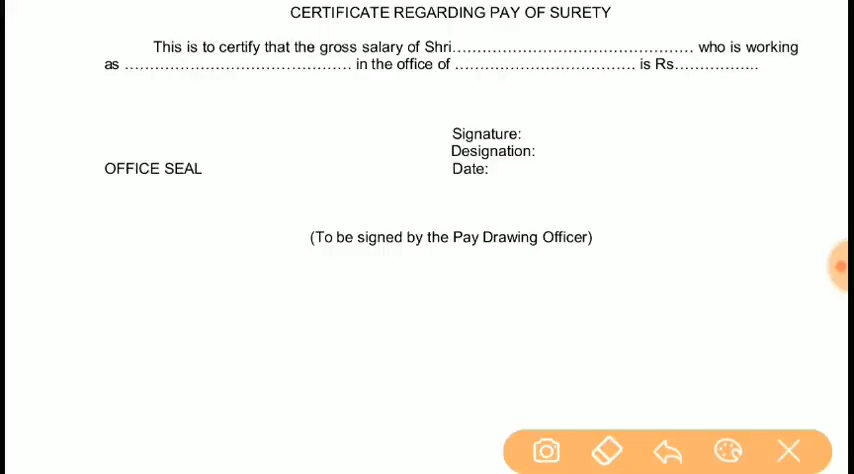 CERTIFICATE REGARDING PAY OF SURETY
This is to certify that the gross salary of Shri................................................ who is working
as ............................................. in the office of .................................... is Rs.................
Signature:
Designation:
OFFICE SEAL Date:
(To be signed by the Pay Drawing Officer)